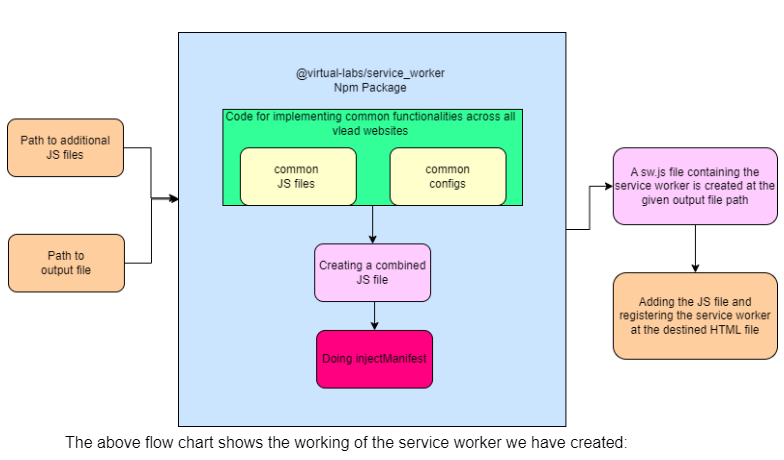 @virtual-labs/service_worker
Npm Package
Code for implementing common functionalities across all
vlead websites
common
JS files
common
configs
Path to additional
JS files
Path to
output file
Creating a combined
JS file
Doing injectManifest
A sw.js file containing the
service worker is created at the
given output file path
Adding the JS file and
registering the service worker
at the destined HTML file
The above flow chart shows the working of the service worker we have created: